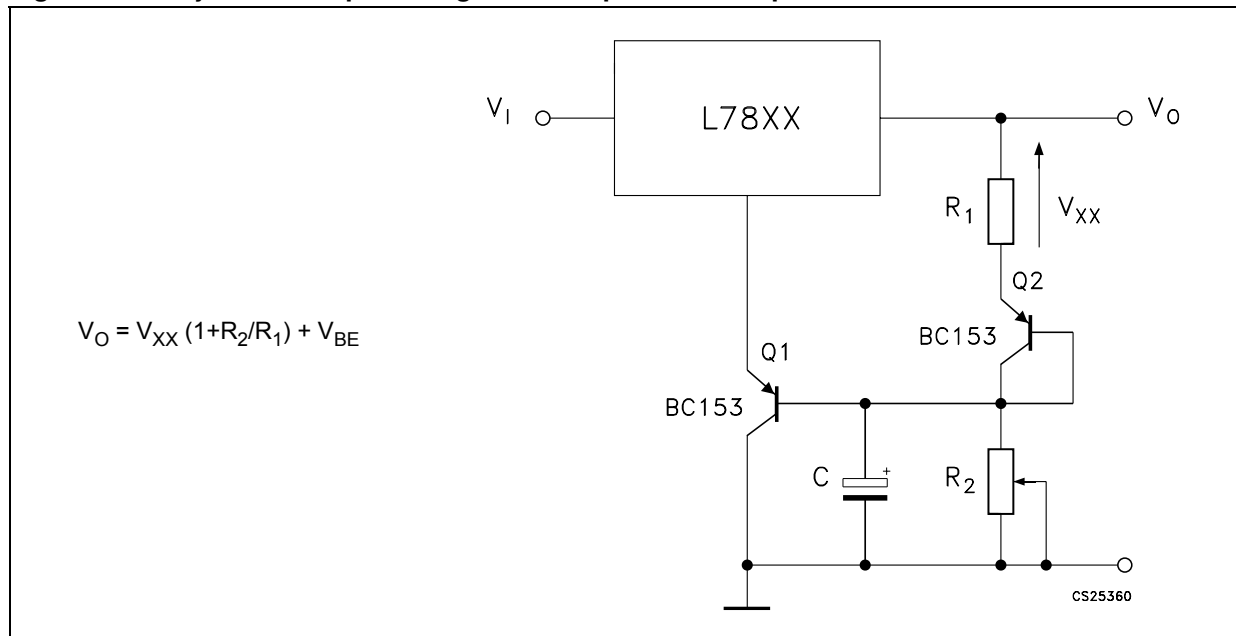 V_I
L78XX
V_O
R_1
V_XX
Q2
BC153
V_O = V_XX (1+R_2/R_1) + V_BE
Q1
BC153
C
+
R_2
CS25360